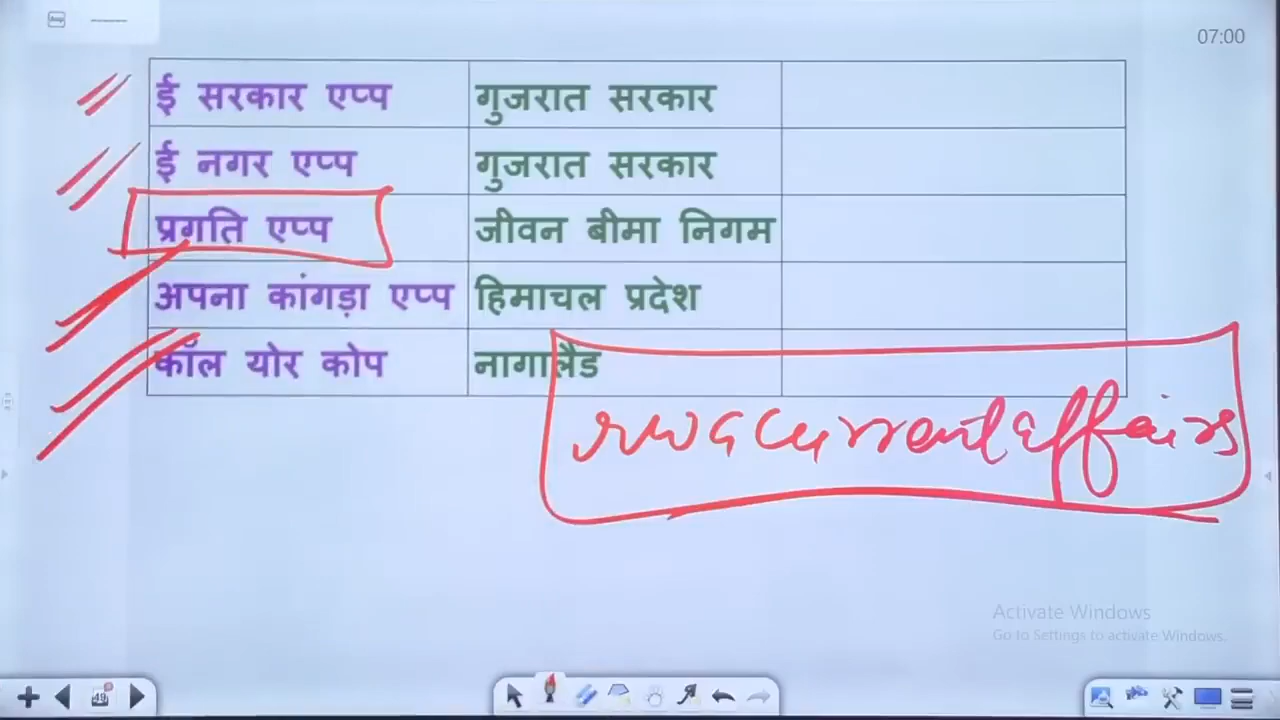 07:00
ई सरकार एप्प गुजरात सरकार
ई नगर एप्प गुजरात सरकार
प्रगति एप्प जीवन बीमा निगम
अपना कांगड़ा एप्प हिमाचल प्रदेश
कॉल योर कोप नागालैंड
rwacurrentaffairs
Activate Windows
Go to Settings to activate Windows.
49